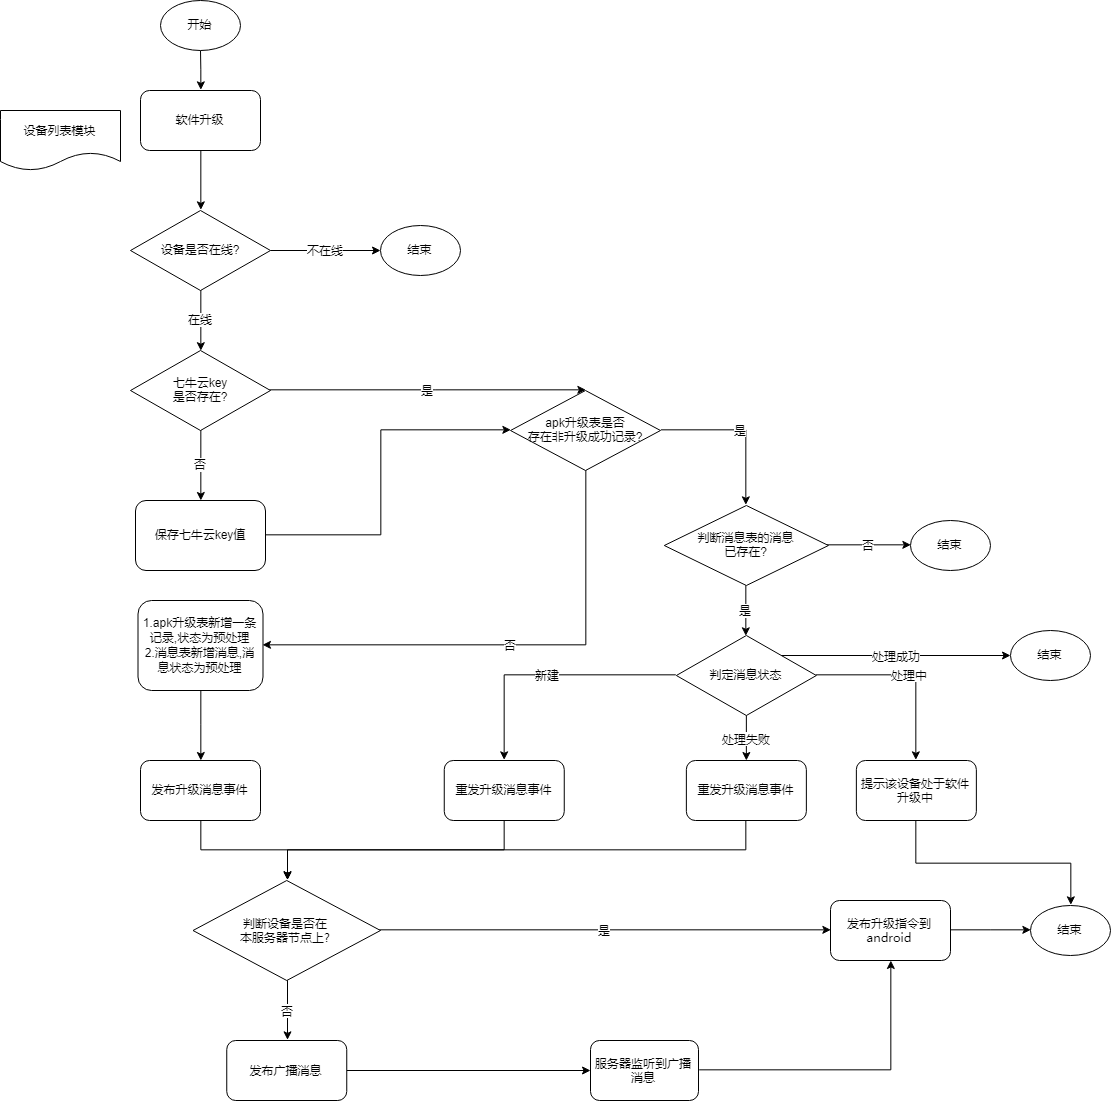 开始
软件升级
设备列表模块
设备是否在线?
不在线
结束
在线
七牛云key
是否存在?
是
apk升级表是否
存在非升级成功记录?
是
否
保存七牛云key值
判断消息表的消息
已存在?
否
结束
1.apk升级表新增一条
记录,状态为预处理
2.消息表新增消息,消
息状态为预处理
否
是
处理成功
结束
新建
判定消息状态
处理中
处理失败
发布升级消息事件
重发升级消息事件
重发升级消息事件
提示该设备处于软件
升级中
判断设备是否在
本服务器节点上?
是
发布升级指令到
android
结束
否
发布广播消息
服务器监听到广播
消息